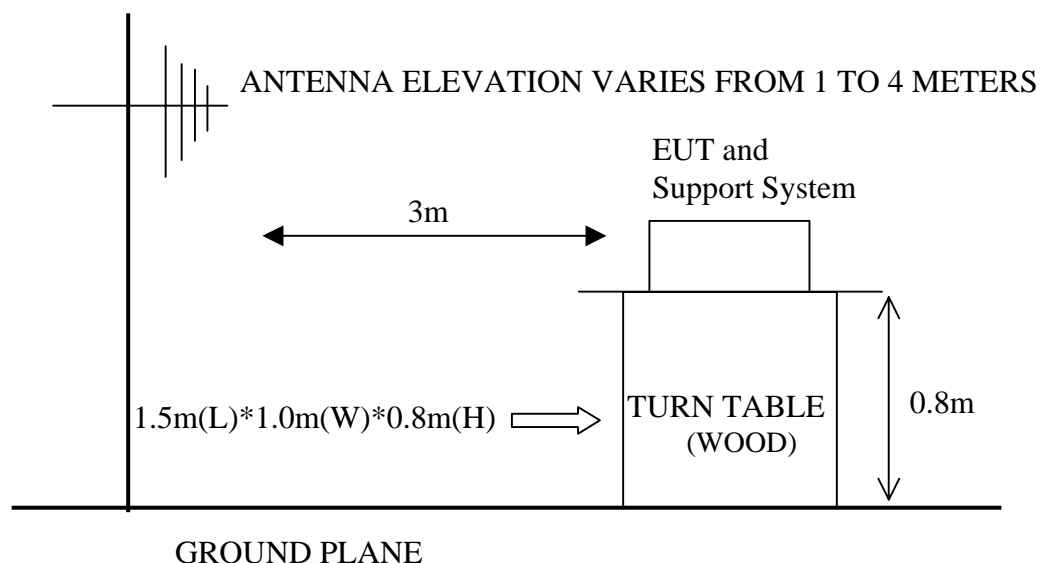 ANTENNA ELEVATION VARIES FROM 1 TO 4 METERS
EUT and
Support System
3m
1.5m(L)*1.0m(W)*0.8m(H)
TURN TABLE
(WOOD)
0.8m
GROUND PLANE